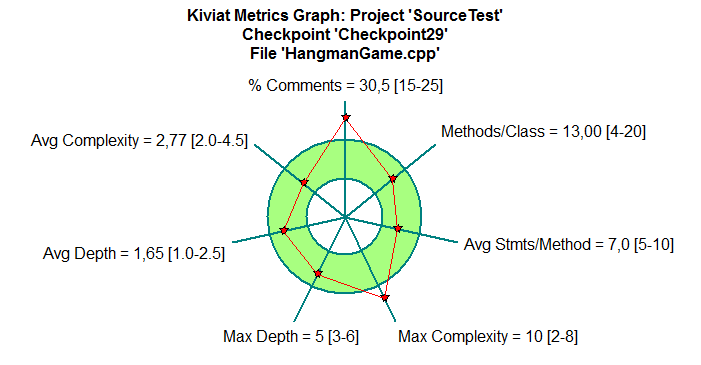 Kiviat Metrics Graph: Project 'SourceTest'
Checkpoint 'Checkpoint29'
File 'HangmanGame.cpp'
% Comments = 30,5 [15-25]
Methods/Class = 13,00 [4-20]
Avg Complexity = 2,77 [2.0-4.5]
Avg Stmts/Method = 7,0 [5-10]
Avg Depth = 1,65 [1.0-2.5]
Max Depth = 5 [3-6]
Max Complexity = 10 [2-8]